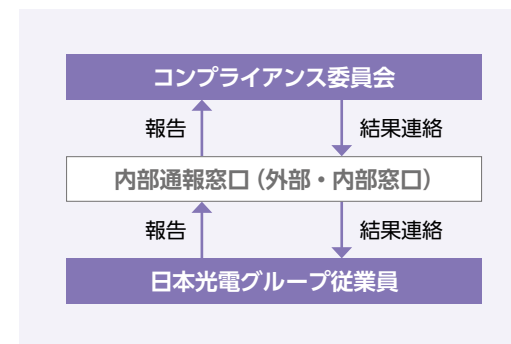 コンプライアンス委員会
報告
結果連絡
内部通報窓口（外部・内部窓口）
報告
結果連絡
日本光電グループ従業員